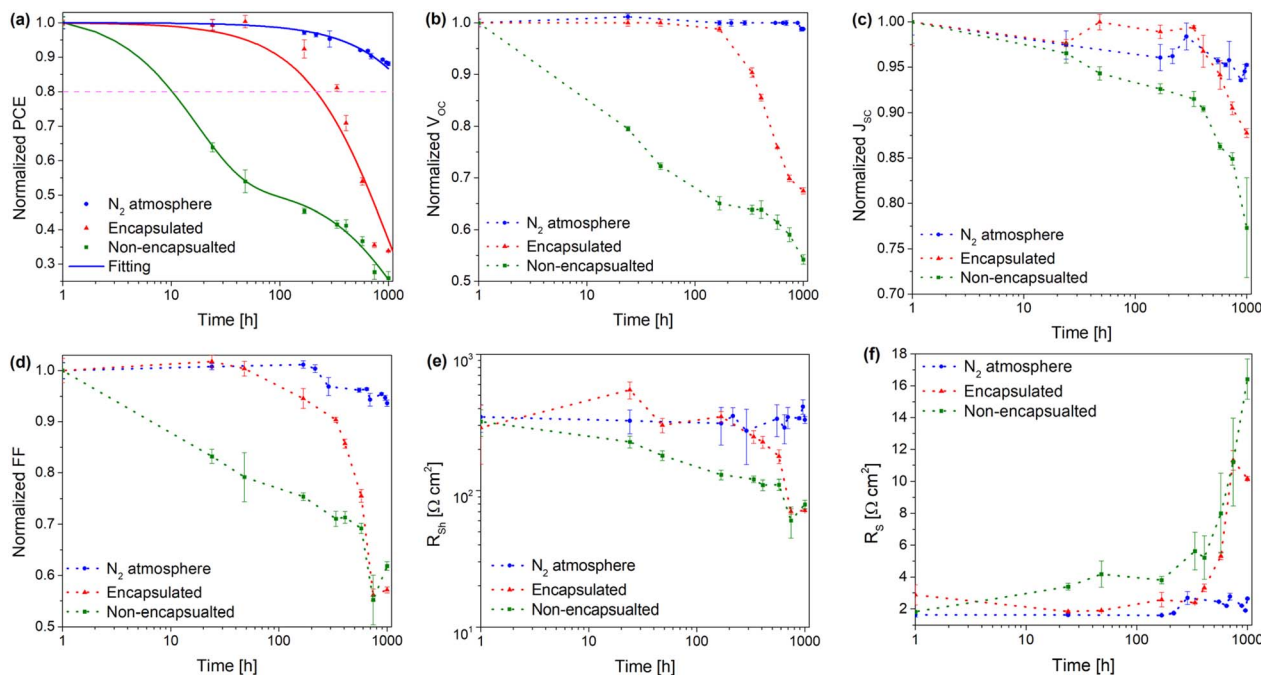 (a)
Normalized PCE
1.0
0.9
0.8
0.7
0.6
0.5
0.4
0.3
N₂ atmosphere
Encapsulated
Non-encapsualted
Fitting
1
10
100
1000
Time [h]
(b)
Normalized V_OC
1.0
0.9
0.8
0.7
0.6
0.5
N₂ atmosphere
Encapsulated
Non-encapsualted
1
10
100
1000
Time [h]
(c)
Normalized J_SC
1.00
0.95
0.90
0.85
0.80
0.75
0.70
N₂ atmosphere
Encapsulated
Non-encapsualted
1
10
100
1000
Time [h]
(d)
Normalized FF
1.0
0.9
0.8
0.7
0.6
0.5
N₂ atmosphere
Encapsulated
Non-encapsualted
1
10
100
1000
Time [h]
(e)
R_Sh [Ω cm²]
10³
10²
10¹
N₂ atmosphere
Encapsulated
Non-encapsualted
1
10
100
1000
Time [h]
(f)
R_S [Ω cm²]
18
16
14
12
10
8
6
4
2
N₂ atmosphere
Encapsulated
Non-encapsualted
1
10
100
1000
Time [h]